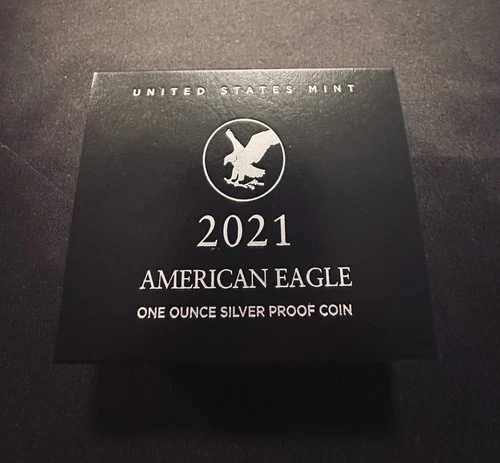 UNITED STATES MINT
2021
AMERICAN EAGLE
ONE OUNCE SILVER PROOF COIN